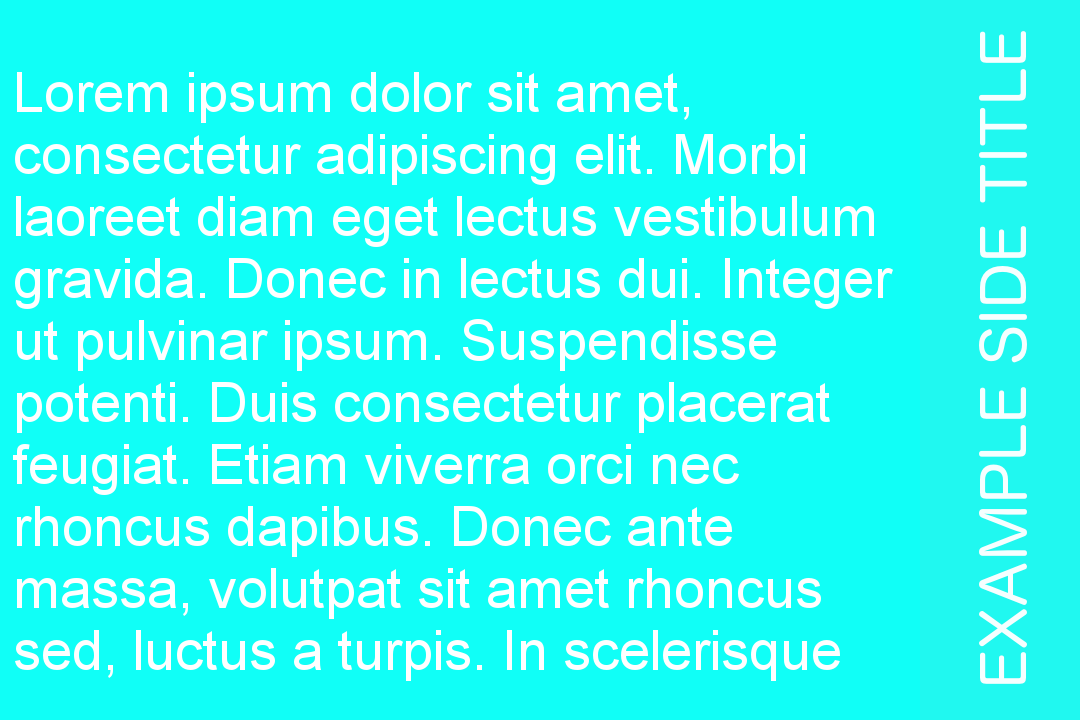 Lorem ipsum dolor sit amet,
consectetur adipiscing elit. Morbi
laoreet diam eget lectus vestibulum
gravida. Donec in lectus dui. Integer
ut pulvinar ipsum. Suspendisse
potenti. Duis consectetur placerat
feugiat. Etiam viverra orci nec
rhoncus dapibus. Donec ante
massa, volutpat sit amet rhoncus
sed, luctus a turpis. In scelerisque
EXAMPLE SIDE TITLE